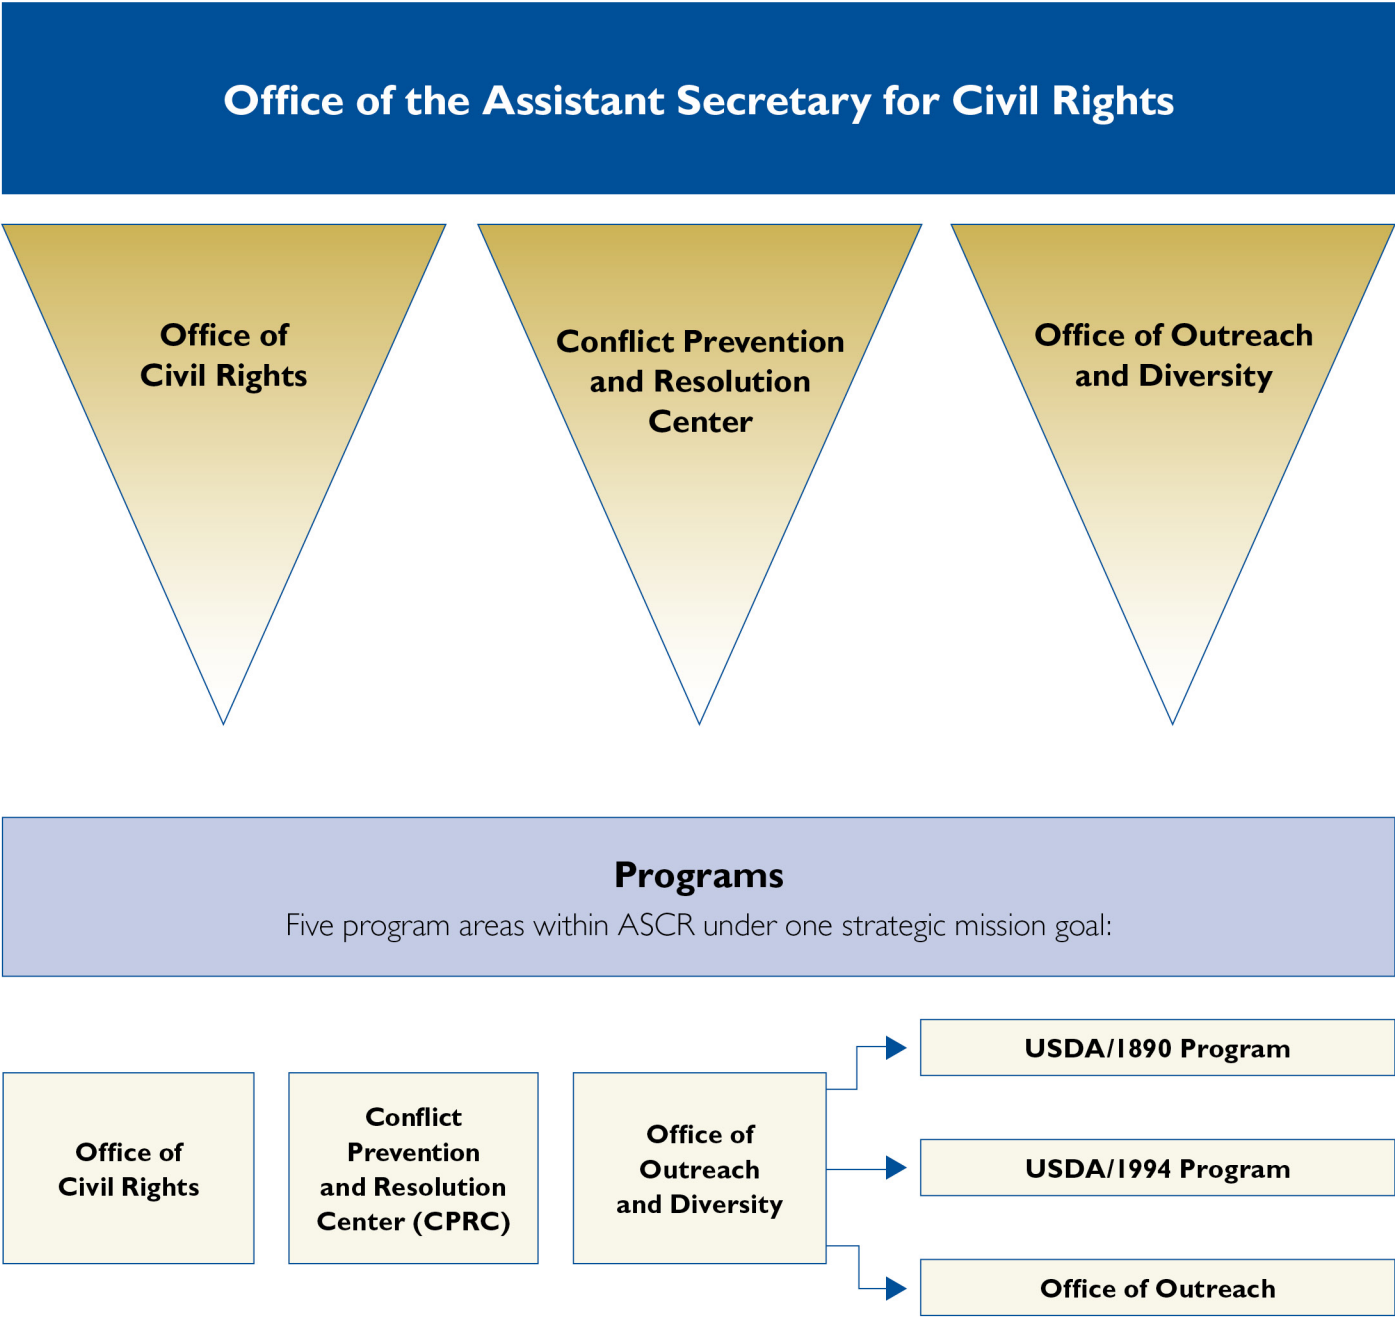 Office of the Assistant Secretary for Civil Rights
Office of
Civil Rights
Conflict Prevention
and Resolution
Center
Office of Outreach
and Diversity
Programs
Five program areas within ASCR under one strategic mission goal:
Office of
Civil Rights
Conflict
Prevention
and Resolution
Center (CPRC)
Office of
Outreach
and Diversity
USDA/1890 Program
USDA/1994 Program
Office of Outreach